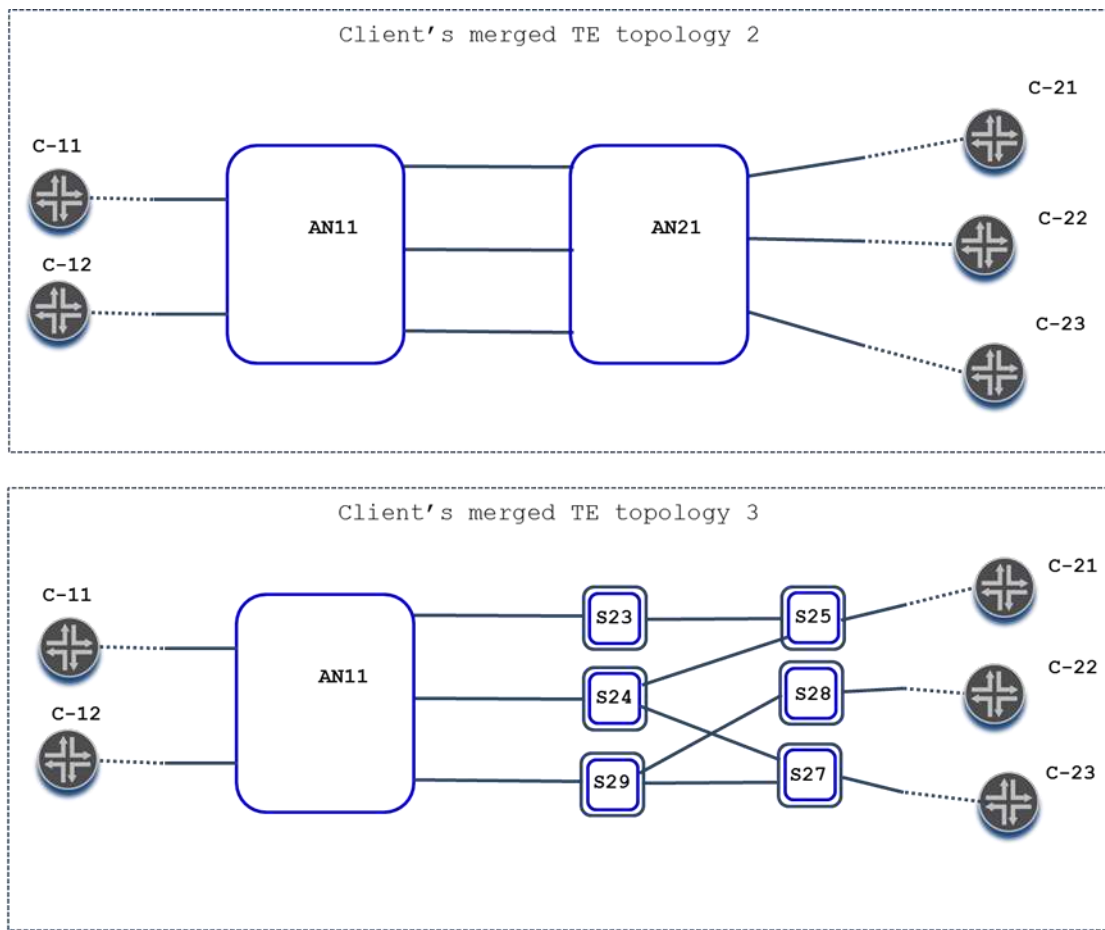 Client's merged TE topology 2
C-21
C-11
C-22
AN11
AN21
C-12
C-23
Client's merged TE topology 3
C-21
C-11
S23
S25
C-22
AN11
S24
S28
C-12
C-23
S29
S27